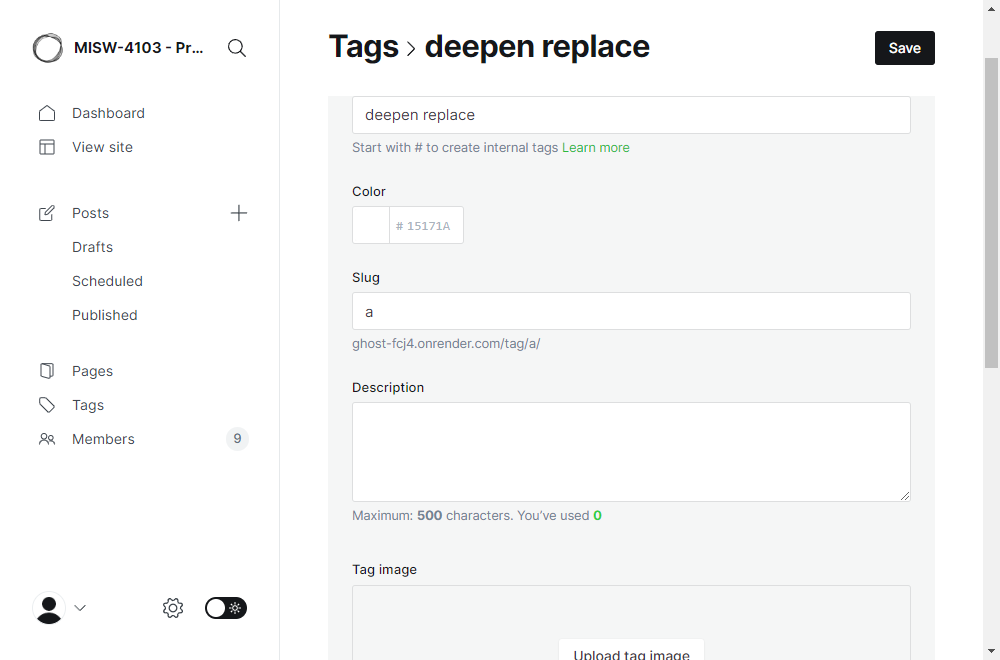 MISW-4103 - Pr...
Dashboard
View site
Posts
Drafts
Scheduled
Published
Pages
Tags
Members
9
Tags > deepen replace
Save
deepen replace
Start with # to create internal tags Learn more
Color
# 15171A
Slug
a
ghost-fcj4.onrender.com/tag/a/
Description
Maximum: 500 characters. You’ve used 0
Tag image
Upload tag image